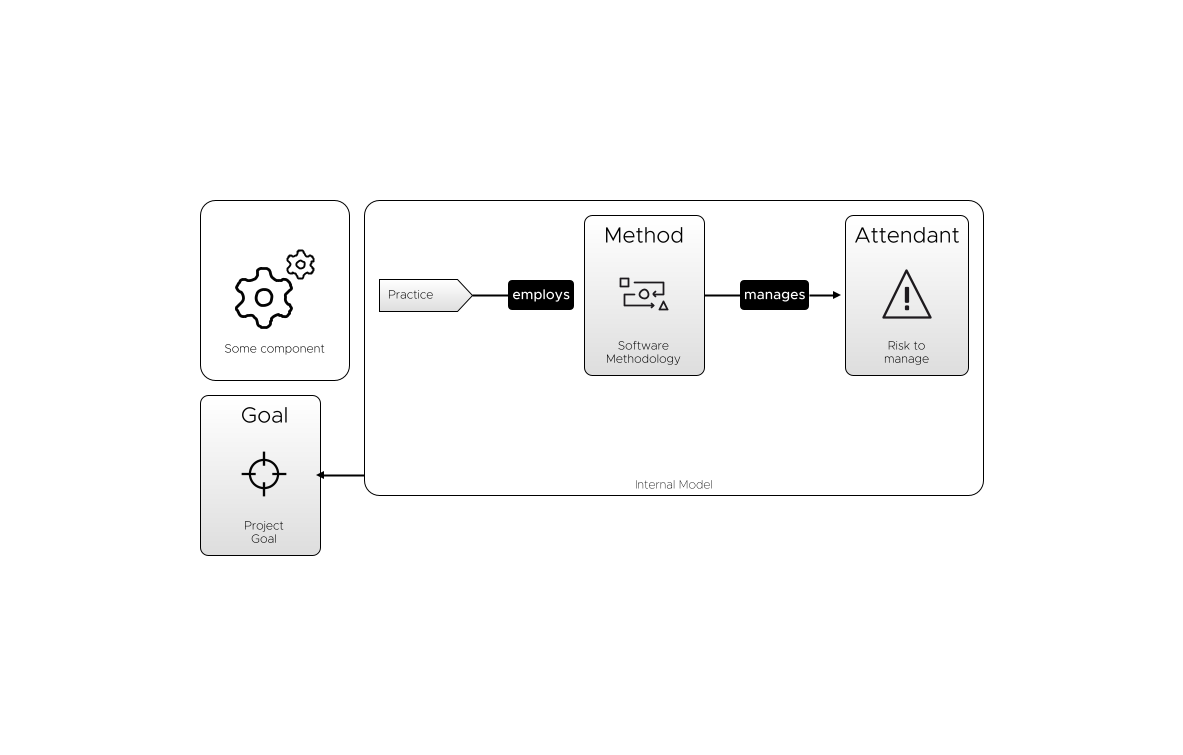 Some component
Practice
employs
Method
Software
Methodology
manages
Attendant
Risk to
manage
Internal Model
Goal
Project
Goal